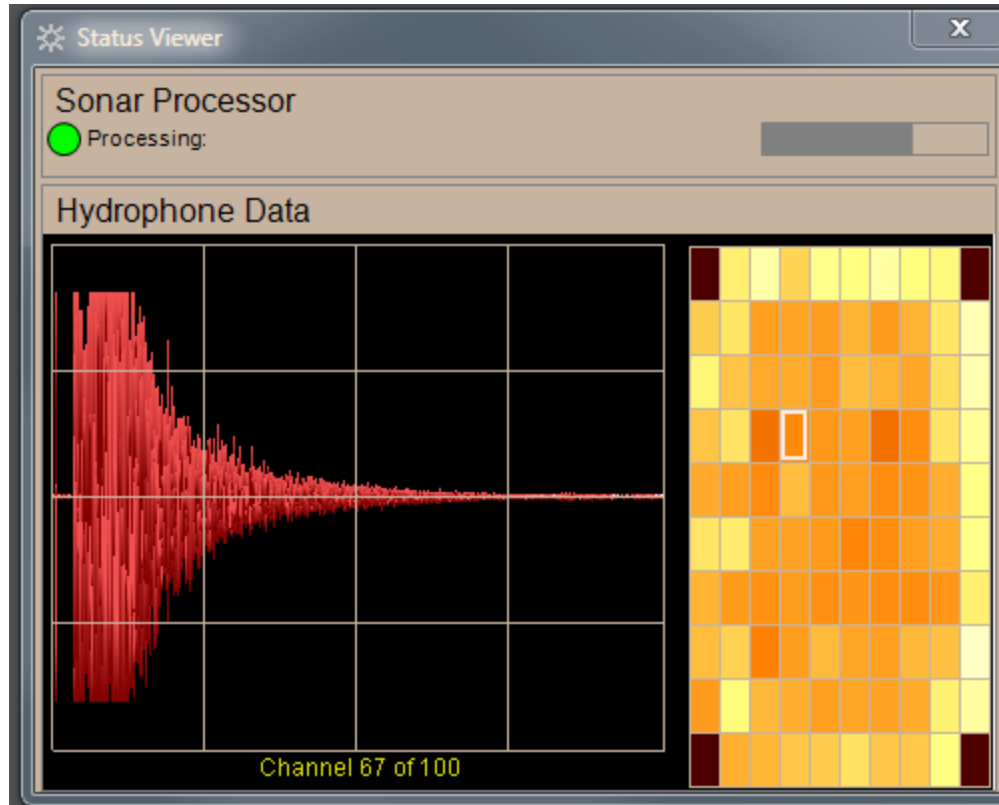 Status Viewer
X
Sonar Processor
Processing:
Hydrophone Data
Channel 67 of 100